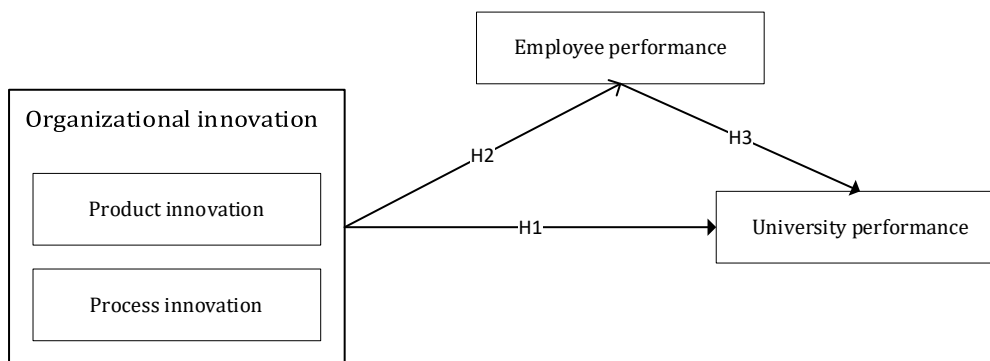 Employee performance
Organizational innovation
H2
H3
Product innovation
H1
University performance
Process innovation